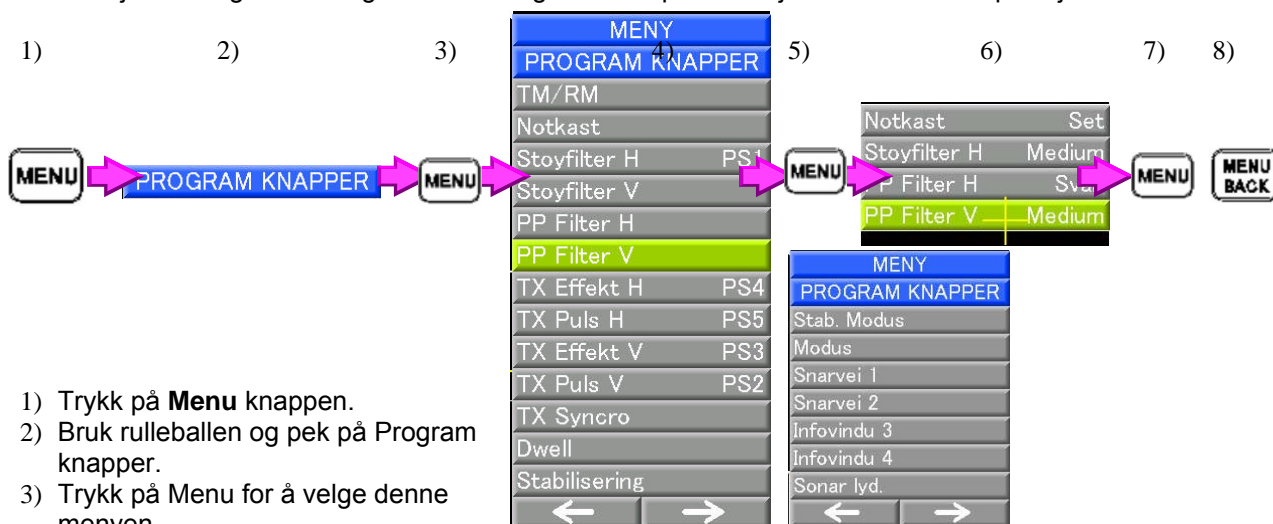 1) 2) 3) 4) 5) 6) 7) 8)
MENU
PROGRAM KNAPPER
MENU
MENY
PROGRAM KNAPPER
TM/RM
Notkast
Stoyfilter H PS1
Stoyfilter V
PP Filter H
PP Filter V
TX Effekt H PS4
TX Puls H PS5
TX Effekt V PS3
TX Puls V PS2
TX Syncro
Dwell
Stabilisering
← →
MENU
Notkast Set
Stoyfilter H Medium
PP Filter H
PP Filter V Medium
MENU
MENU BACK
MENY
PROGRAM KNAPPER
Stab. Modus
Modus
Snarvei 1
Snarvei 2
Infovindu 3
Infovindu 4
Sonar lyd.
← →
1) Trykk på Menu knappen.
2) Bruk rulleballen og pek på Program
knapper.
3) Trykk på Menu for å velge denne